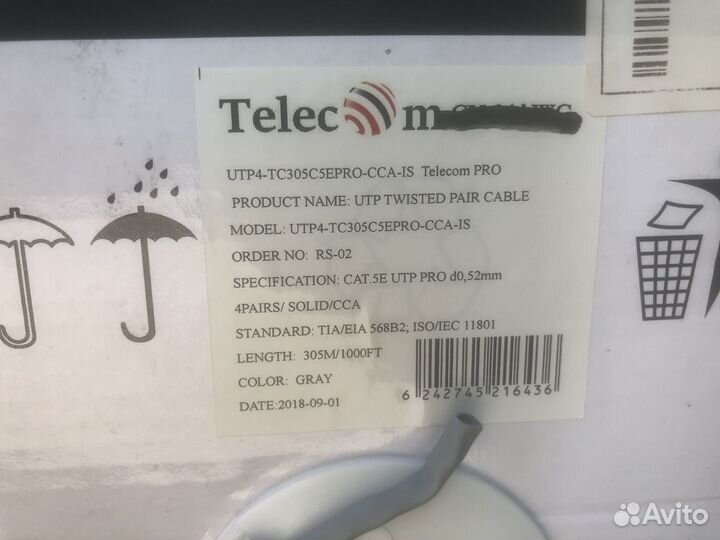 Telecom
UTP4-TC305C5EPRO-CCA-IS Telecom PRO
PRODUCT NAME: UTP TWISTED PAIR CABLE
MODEL: UTP4-TC305C5EPRO-CCA-IS
ORDER NO: RS-02
SPECIFICATION: CAT.5E UTP PRO d0,52mm
4PAIRS/ SOLID/CCA
STANDARD: TIA/EIA 568B2; ISO/IEC 11801
LENGTH: 305M/1000FT
COLOR: GRAY
DATE:2018-09-01
6 242745 216436
Avito